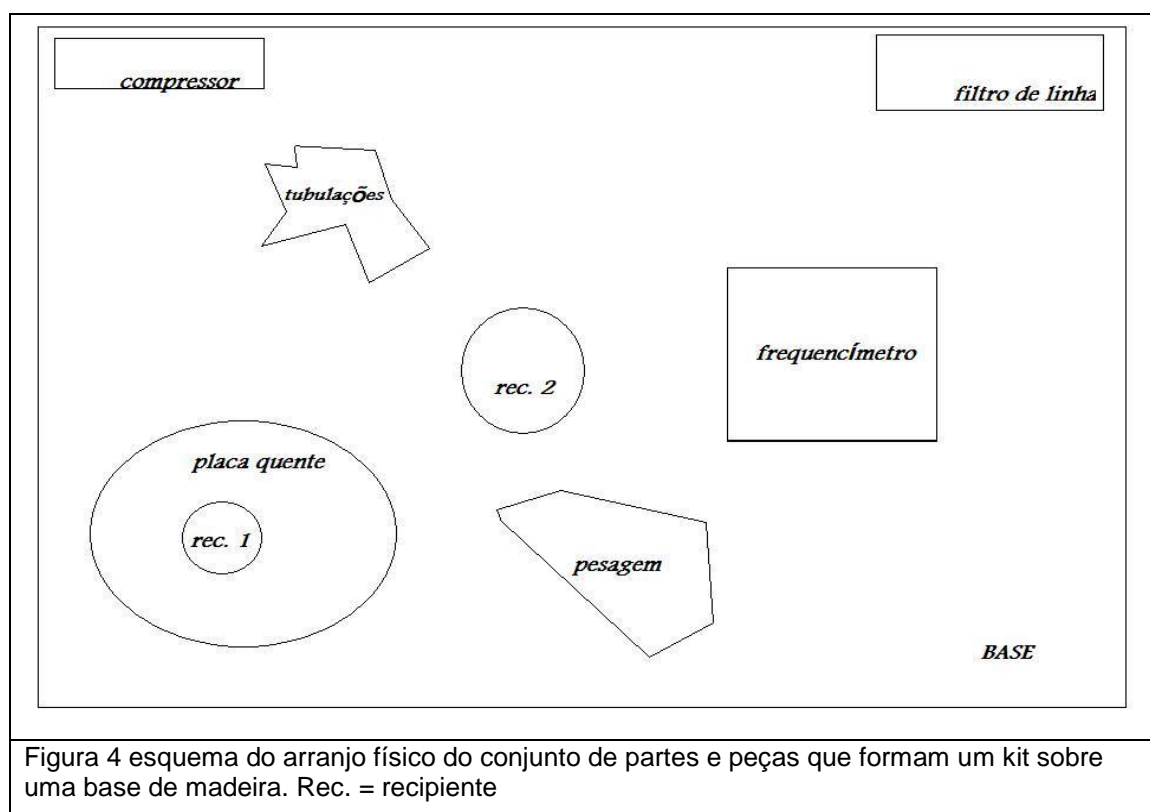 compressor
filtro de linha
tubulações
frequencímetro
rec. 2
placa quente
rec. 1
pesagem
BASE
Figura 4 esquema do arranjo físico do conjunto de partes e peças que formam um kit sobre
uma base de madeira. Rec. = recipiente